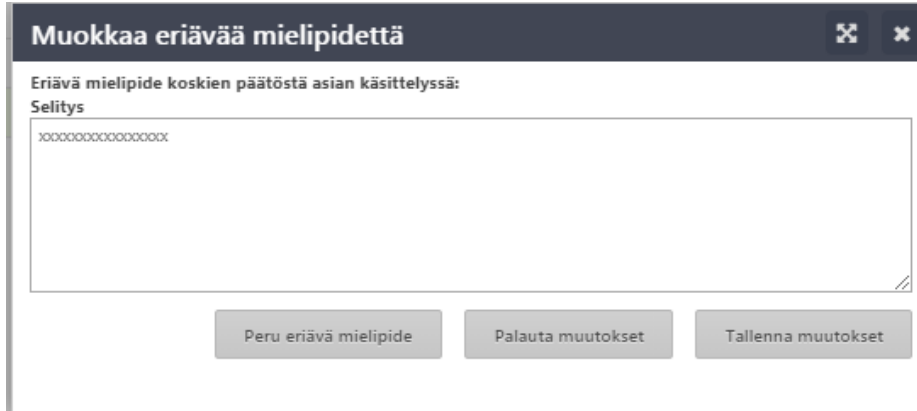 Muokkaa eriävää mielipidettä
Eriävä mielipide koskien päätöstä asian käsittelyssä:
Selitys
xxxxxxxxxxxxxxxx
Peru eriävä mielipide Palauta muutokset Tallenna muutokset